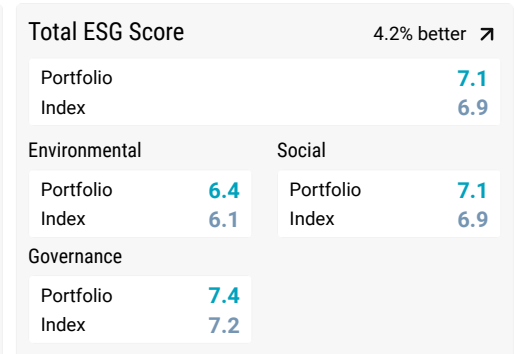 Total ESG Score 4.2% better
Portfolio 7.1
Index 6.9
Environmental Social
Portfolio 6.4 Portfolio 7.1
Index 6.1 Index 6.9
Governance
Portfolio 7.4
Index 7.2